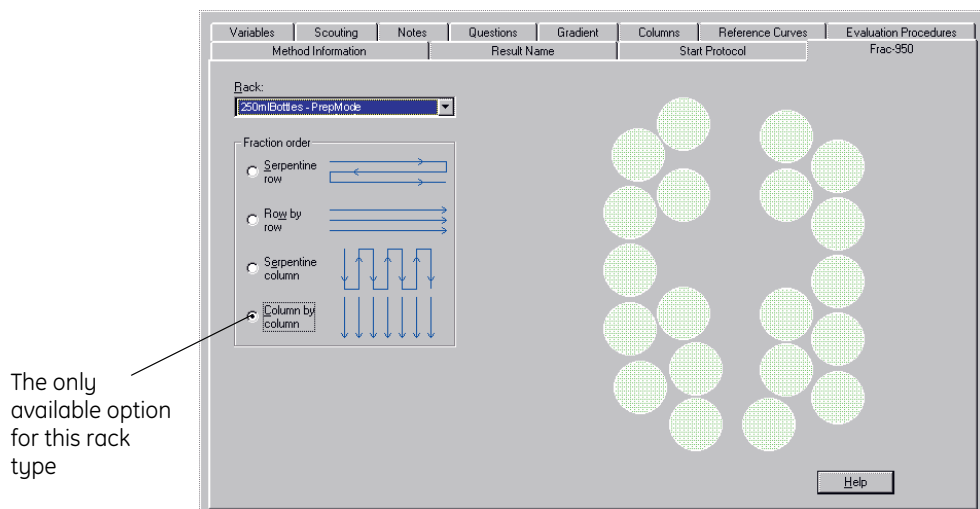 Variables Scouting Notes Questions Gradient Columns Reference Curves Evaluation Procedures
Method Information Result Name Start Protocol Frac-950
Rack:
250mlBottles - PrepMode
Fraction order
Serpentine
row
Row by
row
Serpentine
column
Column by
column
The only
available option
for this rack
type
Help